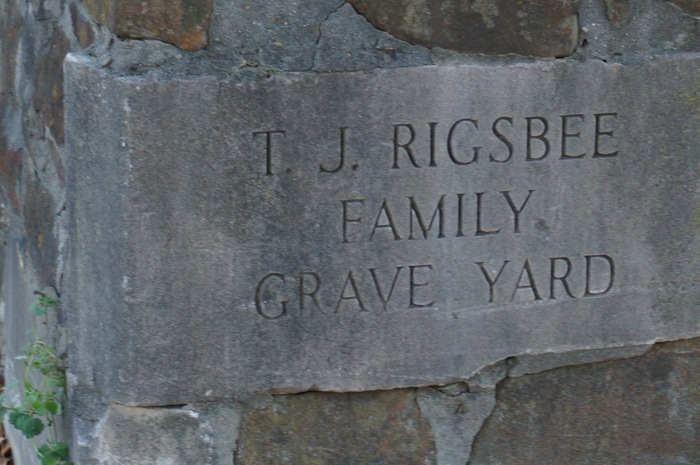 T. J. RIGSBEE
FAMILY
GRAVE YARD